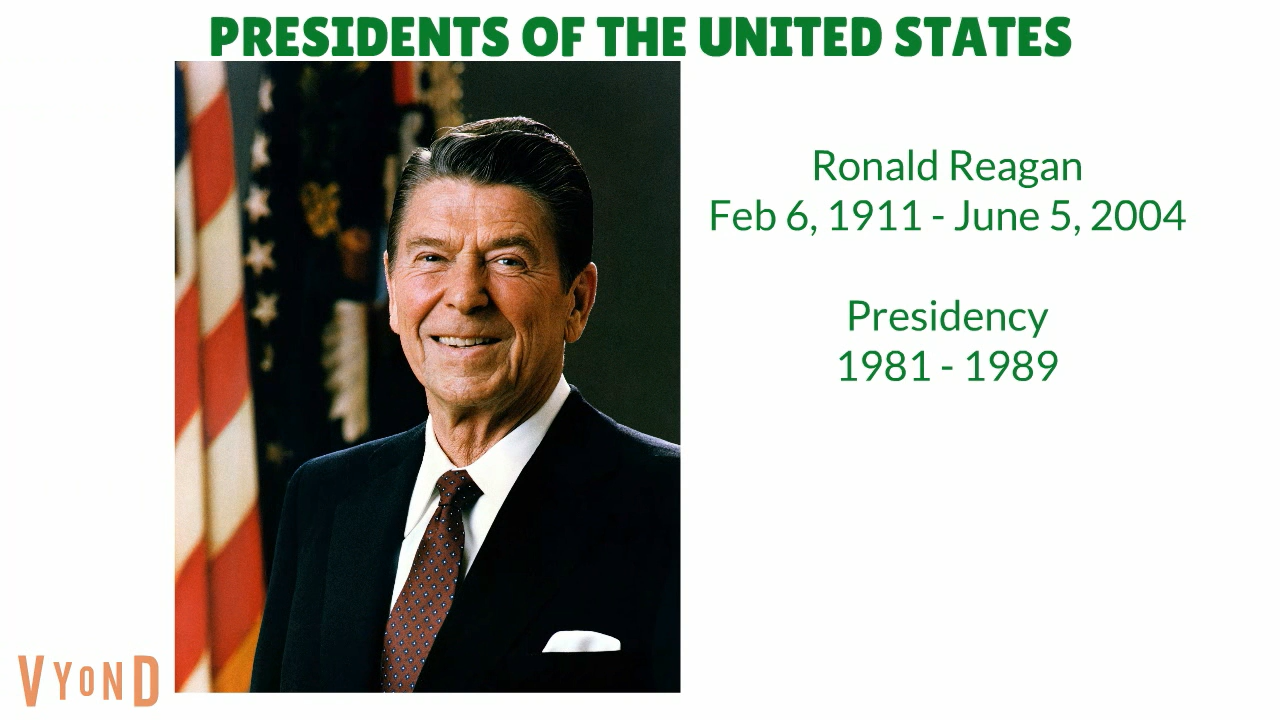 PRESIDENTS OF THE UNITED STATES
Ronald Reagan
Feb 6, 1911 - June 5, 2004
Presidency
1981 - 1989
VYOND